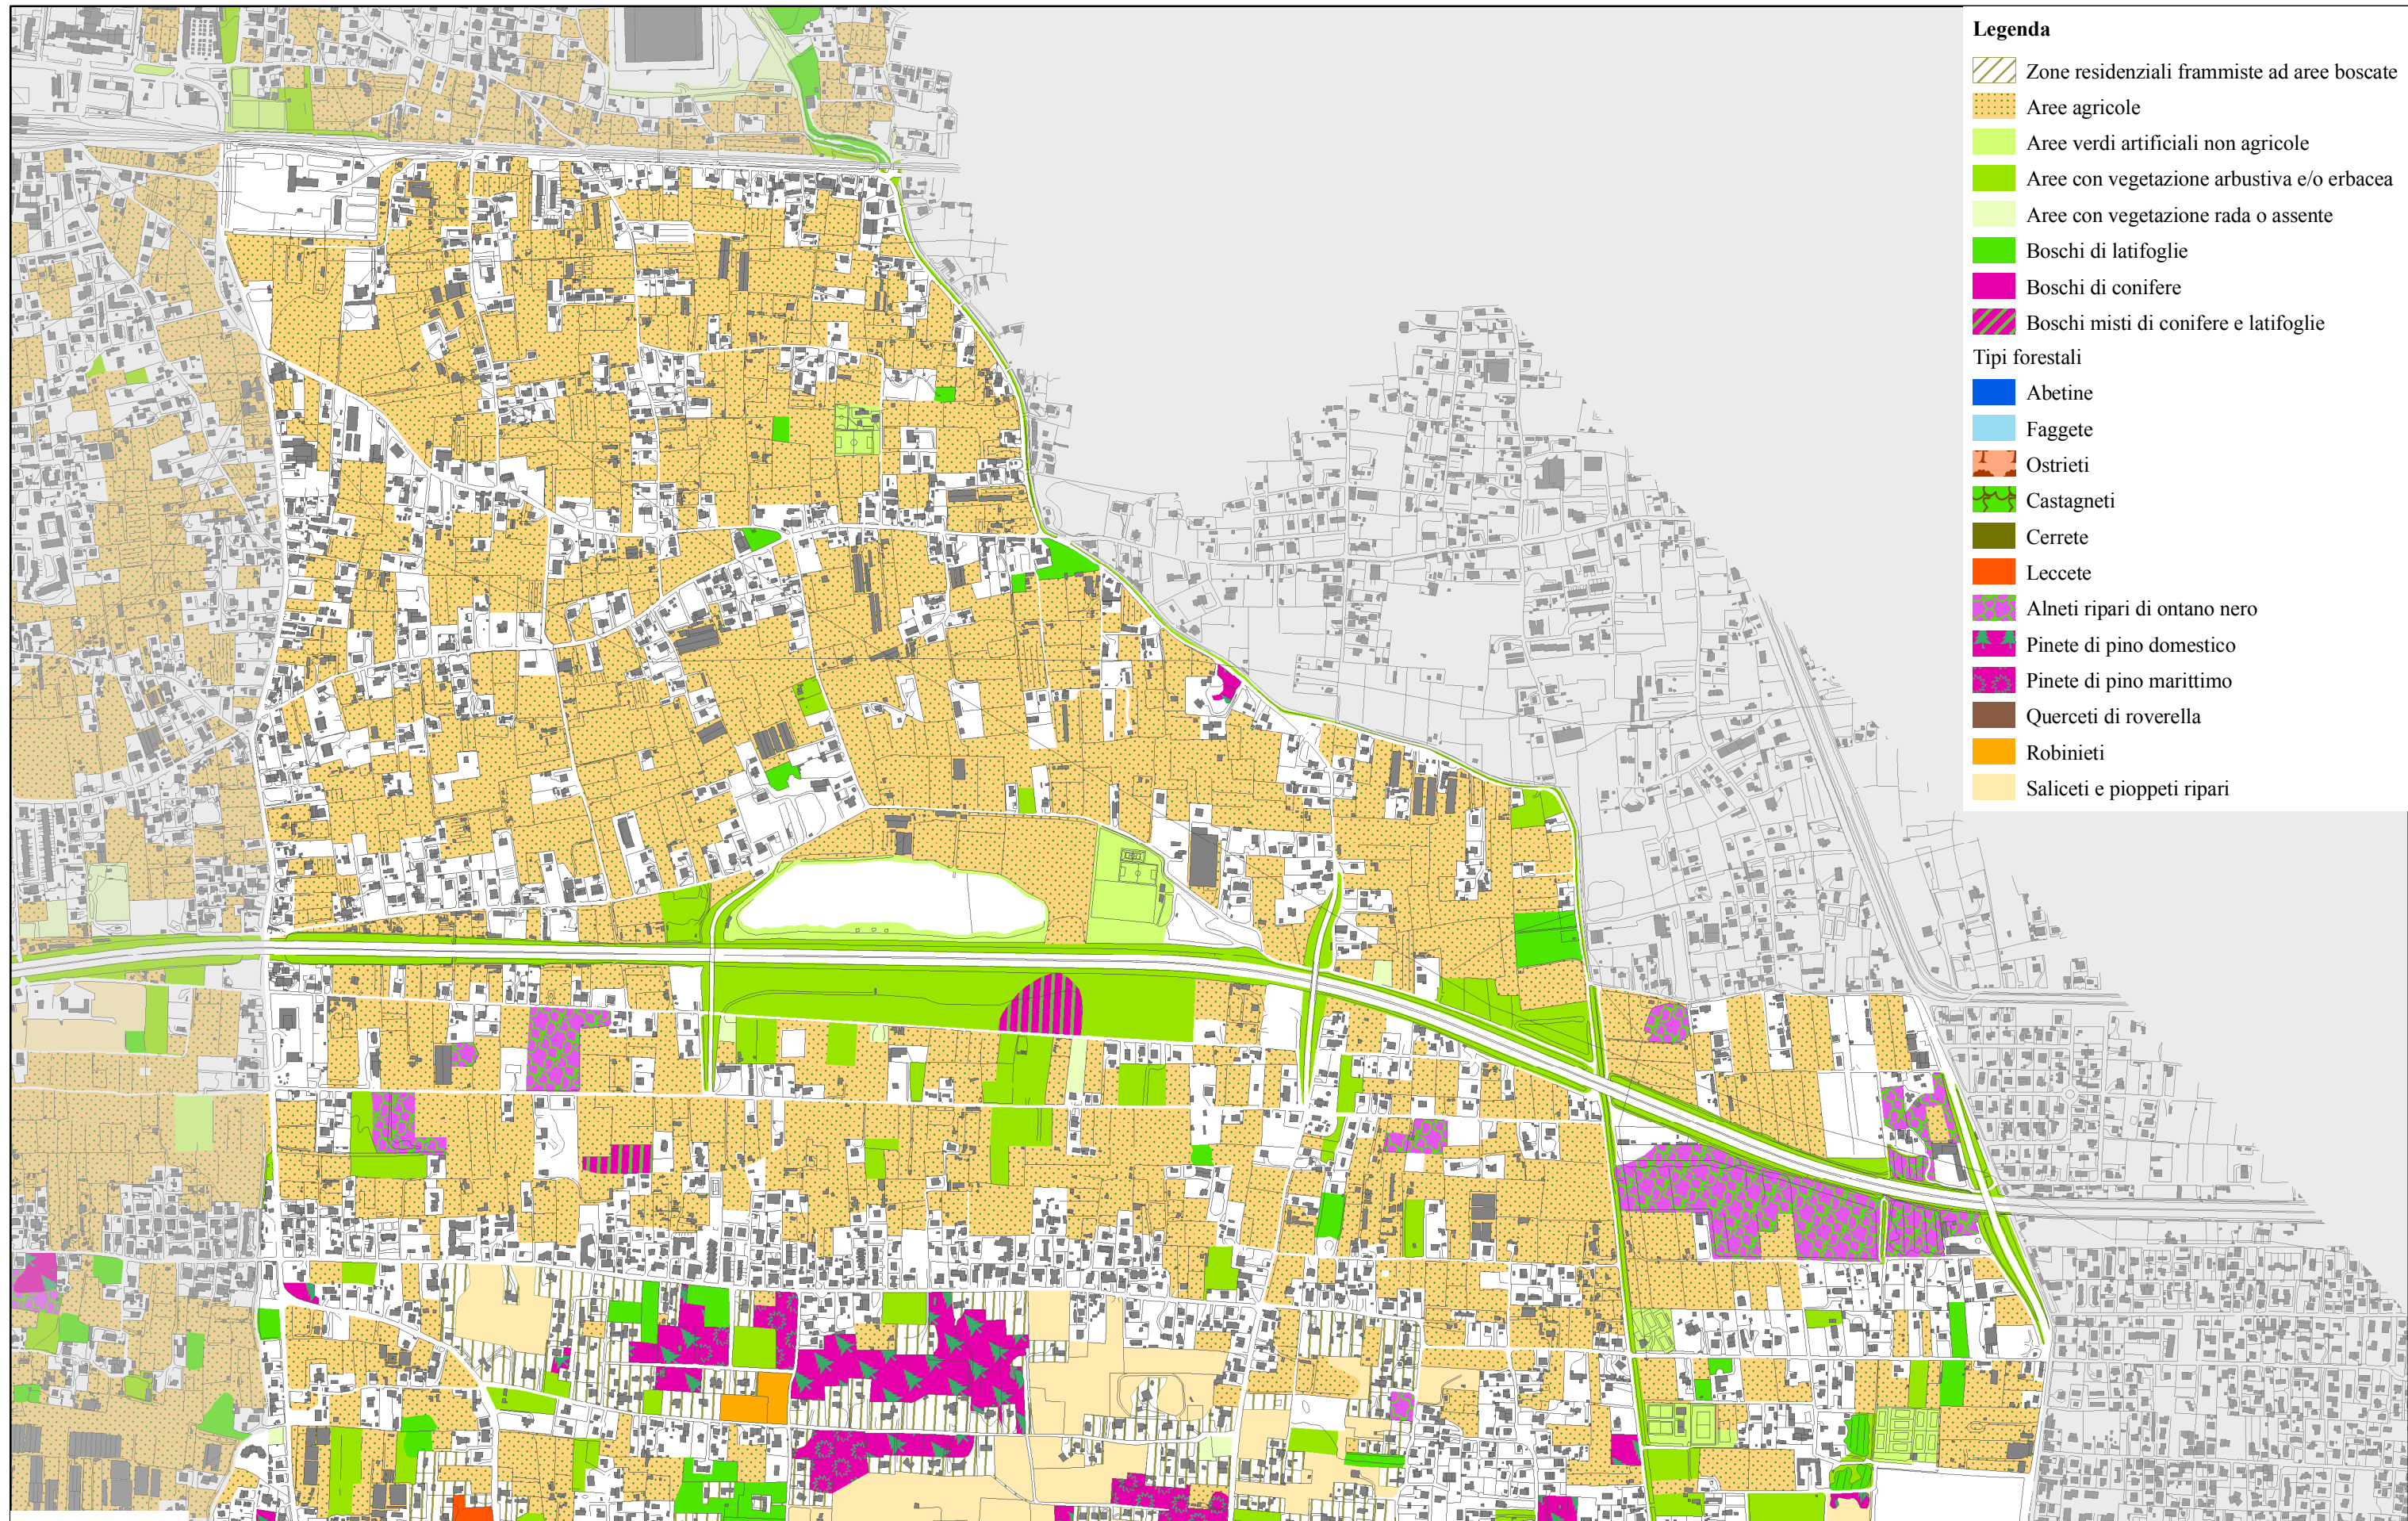 Legenda
Zone residenziali frammiste ad aree boscate
Aree agricole
Aree verdi artificiali non agricole
Aree con vegetazione arbustiva e/o erbacea
Aree con vegetazione rada o assente
Boschi di latifoglie
Boschi di conifere
Boschi misti di conifere e latifoglie
Tipi forestali
Abetine
Faggete
Ostrieti
Castagneti
Cerrete
Leccete
Alneti ripari di ontano nero
Pinete di pino domestico
Pinete di pino marittimo
Querceti di roverella
Robinieti
Saliceti e pioppeti ripari